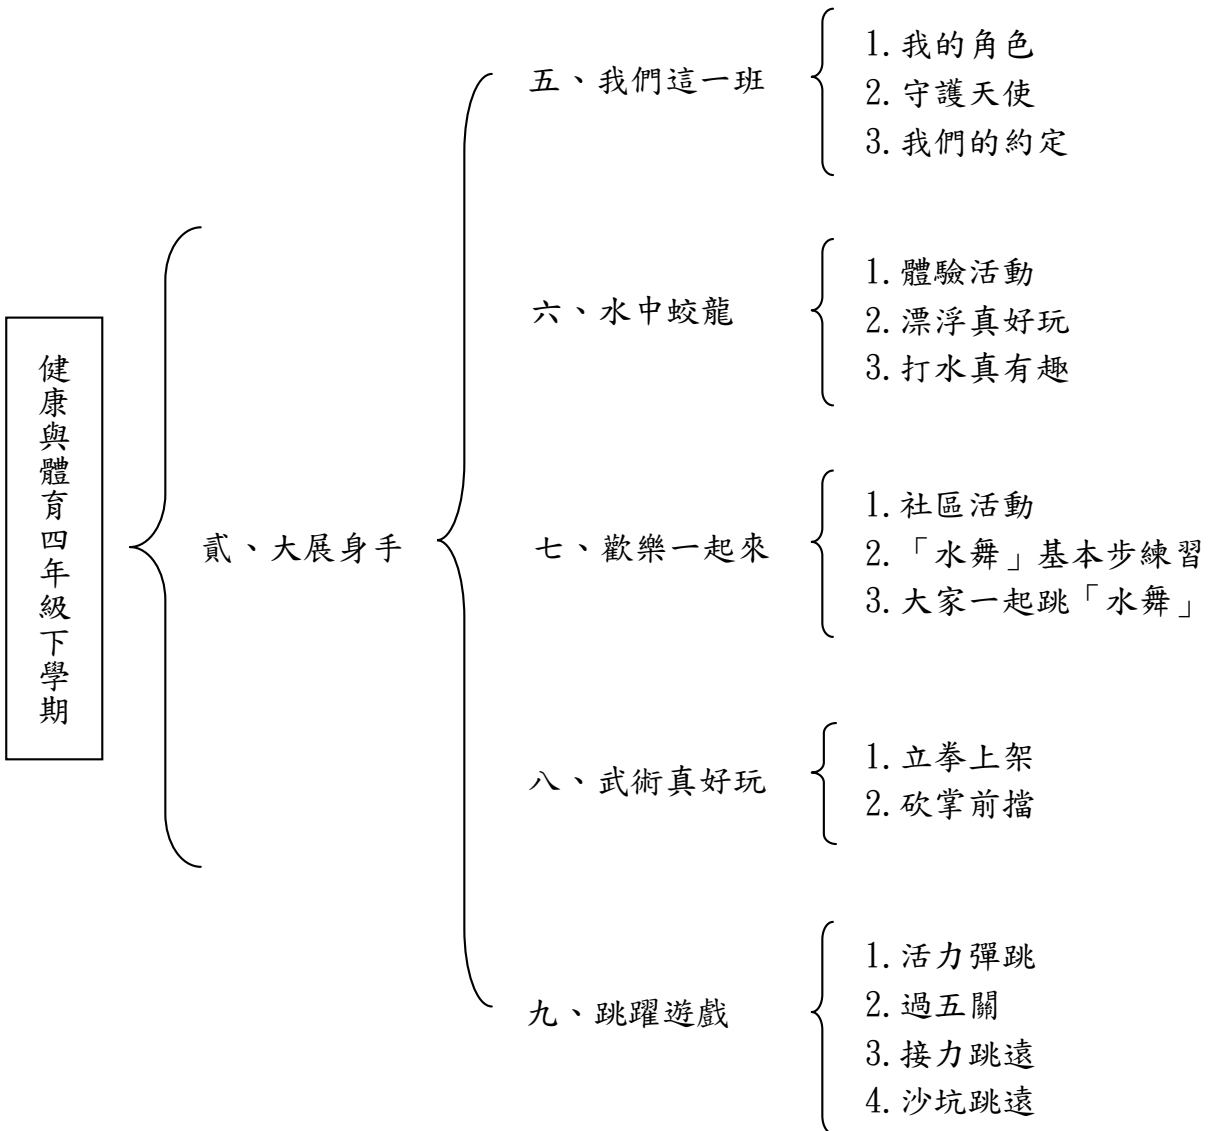 健康與體育四年級下學期
貳、大展身手
五、我們這一班
1.我的角色
2.守護天使
3.我們的約定
六、水中蛟龍
1.體驗活動
2.漂浮真好玩
3.打水真有趣
七、歡樂一起來
1.社區活動
2.「水舞」基本步練習
3.大家一起跳「水舞」
八、武術真好玩
1.立拳上架
2.砍掌前擋
九、跳躍遊戲
1.活力彈跳
2.過五關
3.接力跳遠
4.沙坑跳遠